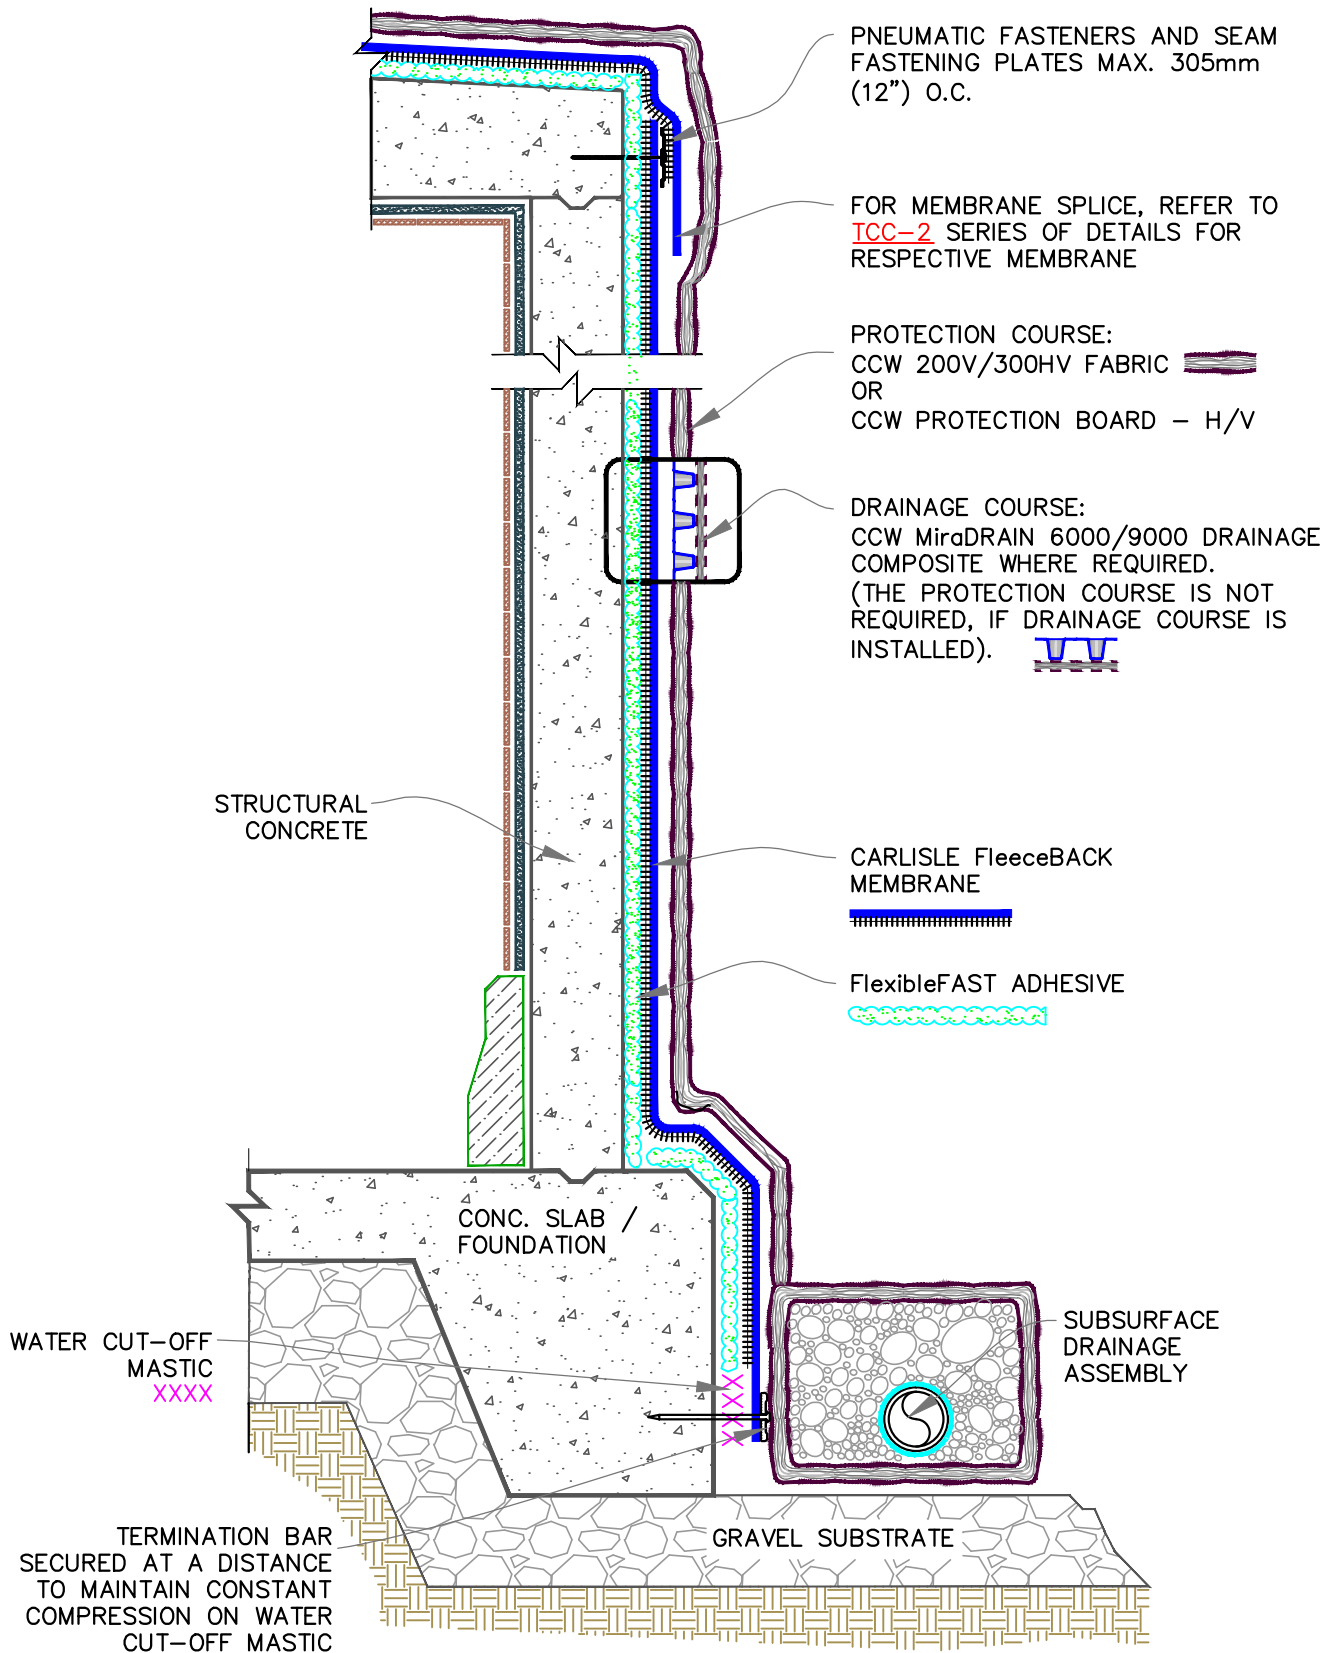 PNEUMATIC FASTENERS AND SEAM
FASTENING PLATES MAX. 305mm
(12”) O.C.
FOR MEMBRANE SPLICE, REFER TO
TCC-2 SERIES OF DETAILS FOR
RESPECTIVE MEMBRANE
PROTECTION COURSE:
CCW 200V/300HV FABRIC
OR
CCW PROTECTION BOARD – H/V
DRAINAGE COURSE:
CCW MiraDRAIN 6000/9000 DRAINAGE
COMPOSITE WHERE REQUIRED.
(THE PROTECTION COURSE IS NOT
REQUIRED, IF DRAINAGE COURSE IS
INSTALLED).
STRUCTURAL
CONCRETE
CARLISLE FleeceBACK
MEMBRANE
FlexibleFAST ADHESIVE
CONC. SLAB /
FOUNDATION
WATER CUT-OFF
MASTIC
XXXX
SUBSURFACE
DRAINAGE
ASSEMBLY
GRAVEL SUBSTRATE
TERMINATION BAR
SECURED AT A DISTANCE
TO MAINTAIN CONSTANT
COMPRESSION ON WATER
CUT-OFF MASTIC